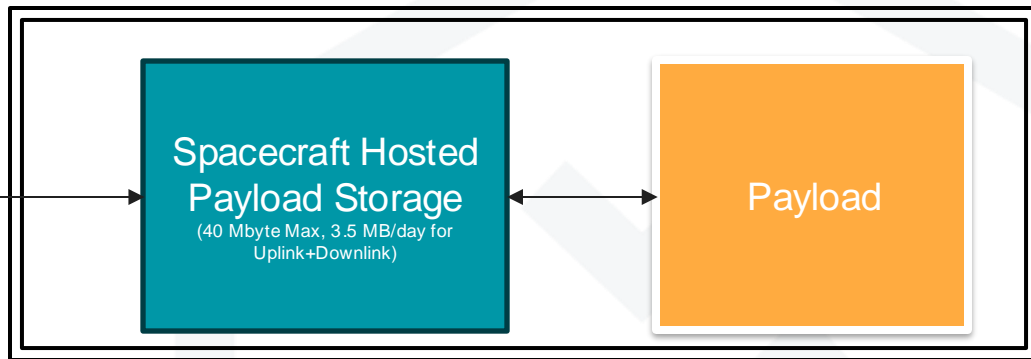 Spacecraft Hosted
Payload Storage
(40 Mbyte Max, 3.5 MB/day for
Uplink+Downlink)
Payload